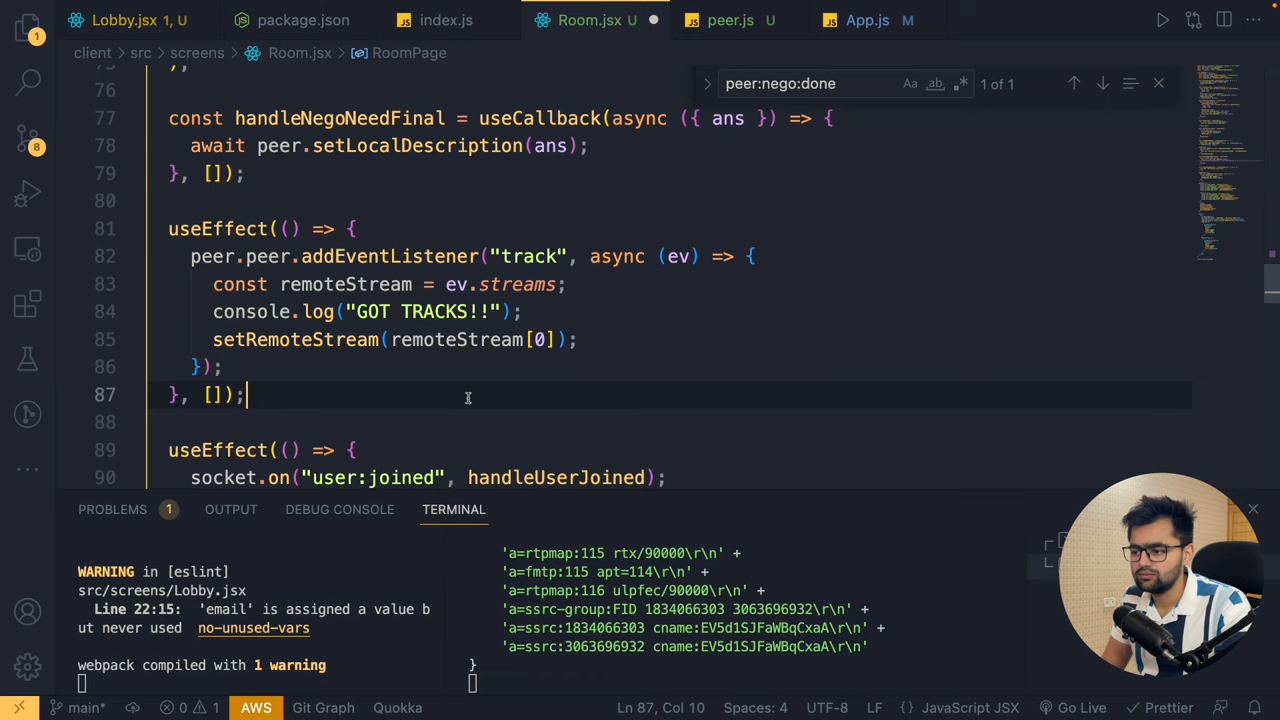 1
Lobby.jsx 1, U
package.json
JS index.js
Room.jsx U
JS peer.js U
JS App.js M
client › src › screens › Room.jsx › RoomPage
peer:nego:done
Aa ab
1 of 1
8
76
77 const handleNegoNeedFinal = useCallback(async ({ ans }) => {
78 await peer.setLocalDescription(ans);
79 }, []);
80
81 useEffect(() => {
82 peer.peer.addEventListener("track", async (ev) => {
83 const remoteStream = ev.streams;
84 console.log("GOT TRACKS!!");
85 setRemoteStream(remoteStream[0]);
86 });
87 }, []);
88
89 useEffect(() => {
90 socket.on("user:joined", handleUserJoined);
PROBLEMS 1 OUTPUT DEBUG CONSOLE TERMINAL
WARNING in [eslint]
src/screens/Lobby.jsx
Line 22:15: 'email' is assigned a value b
ut never used no-unused-vars
webpack compiled with 1 warning
'a=rtpmap:115 rtx/90000\r\n' +
'a=fmtp:115 apt=114\r\n' +
'a=rtpmap:116 ulpfec/90000\r\n' +
'a=ssrc-group:FID 1834066303 3063696932\r\n' +
'a=ssrc:1834066303 cname:EV5d1SJFaWBqCxaA\r\n' +
'a=ssrc:3063696932 cname:EV5d1SJFaWBqCxaA\r\n'
}
main* 0 1 AWS Git Graph Quokka Ln 87, Col 10 Spaces: 4 UTF-8 LF {} JavaScript JSX Go Live Prettier